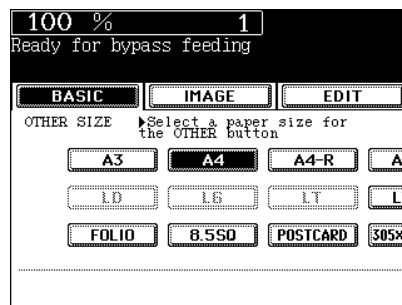 100 % 1
Ready for bypass feeding
BASIC IMAGE EDIT
OTHER SIZE ▶Select a paper size for
the OTHER button
A3 A4 A4-R A
LD LG LT L
FOLIO 8.5SQ POSTCARD 305×